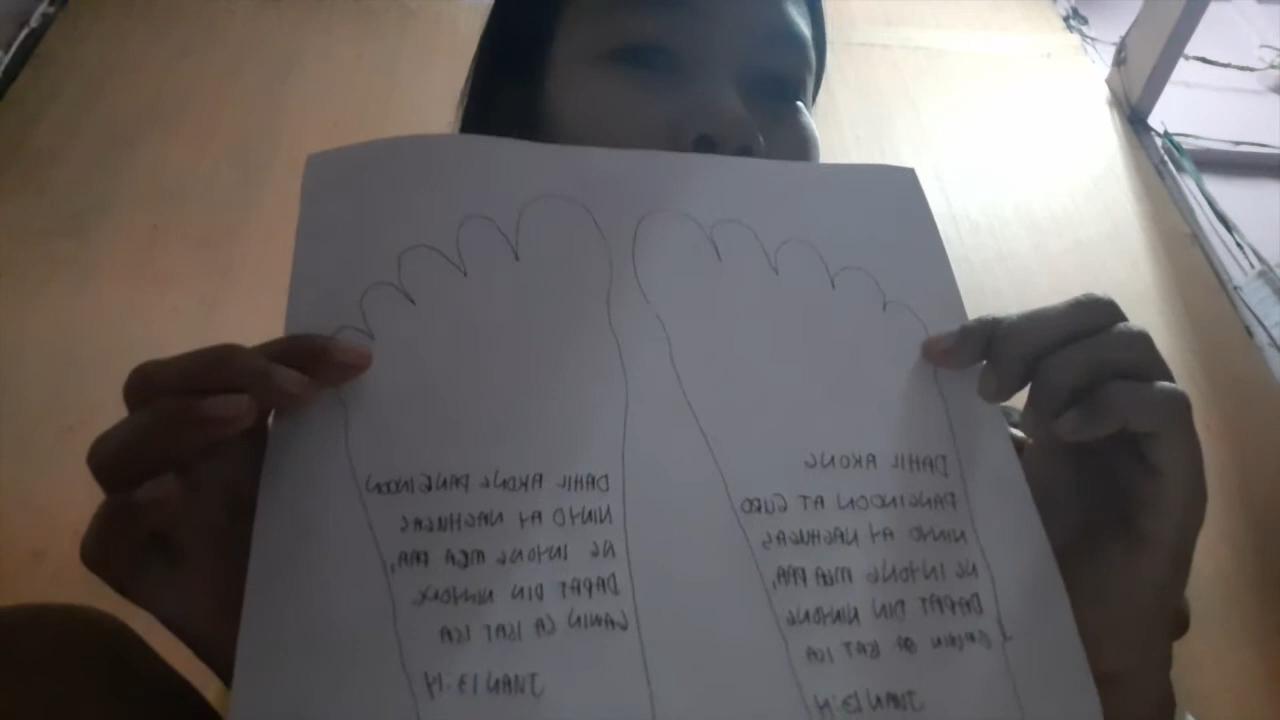 DAHIL AKONG
PANGINOON AT GURO
NINYO AY NAGHUGAS
NG INYONG MGA PAA,
DAPAT DIN NINYONG
GAWIN SA ISAT ISA
JUAN 13:14
DAHIL AKONG PANGINOON
NINYO AY NAGHUGAS
NG INYONG MGA PAA,
DAPAT DIN NINYONG
GAWIN SA ISAT ISA
JUAN 13:14